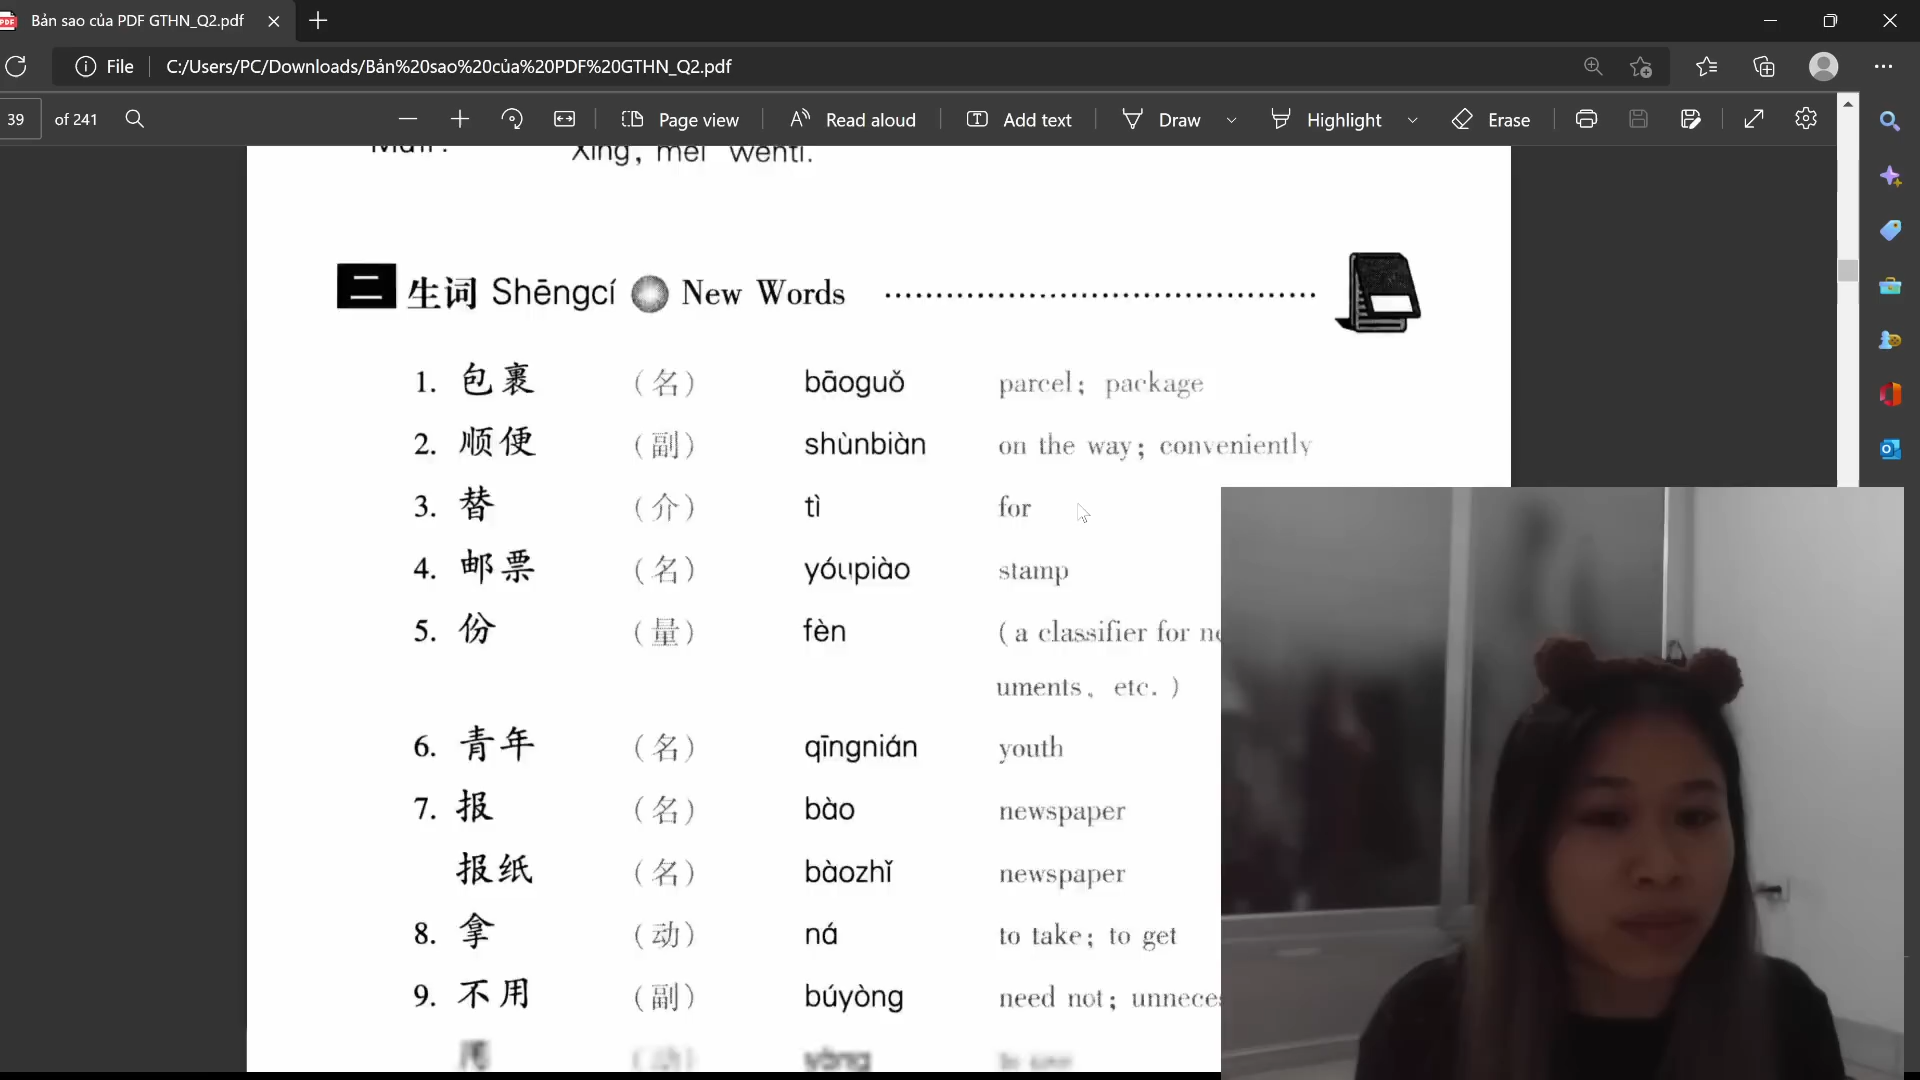 Bản sao của PDF GTHN_Q2.pdf
File C:/Users/PC/Downloads/Bản%20sao%20của%20PDF%20GTHN_Q2.pdf
39 of 241 Page view Read aloud Add text Draw Highlight Erase
Xíng, méi wèntí.
二 生词 Shēngcí New Words
1. 包裹 (名) bāoguǒ parcel; package
2. 顺便 (副) shùnbiàn on the way; conveniently
3. 替 (介) tì for
4. 邮票 (名) yóupiào stamp
5. 份 (量) fèn (a classifier for
uments, etc.)
6. 青年 (名) qīngnián youth
7. 报 (名) bào newspaper
报纸 (名) bàozhǐ newspaper
8. 拿 (动) ná to take; to get
9. 不用 (副) búyòng need not;